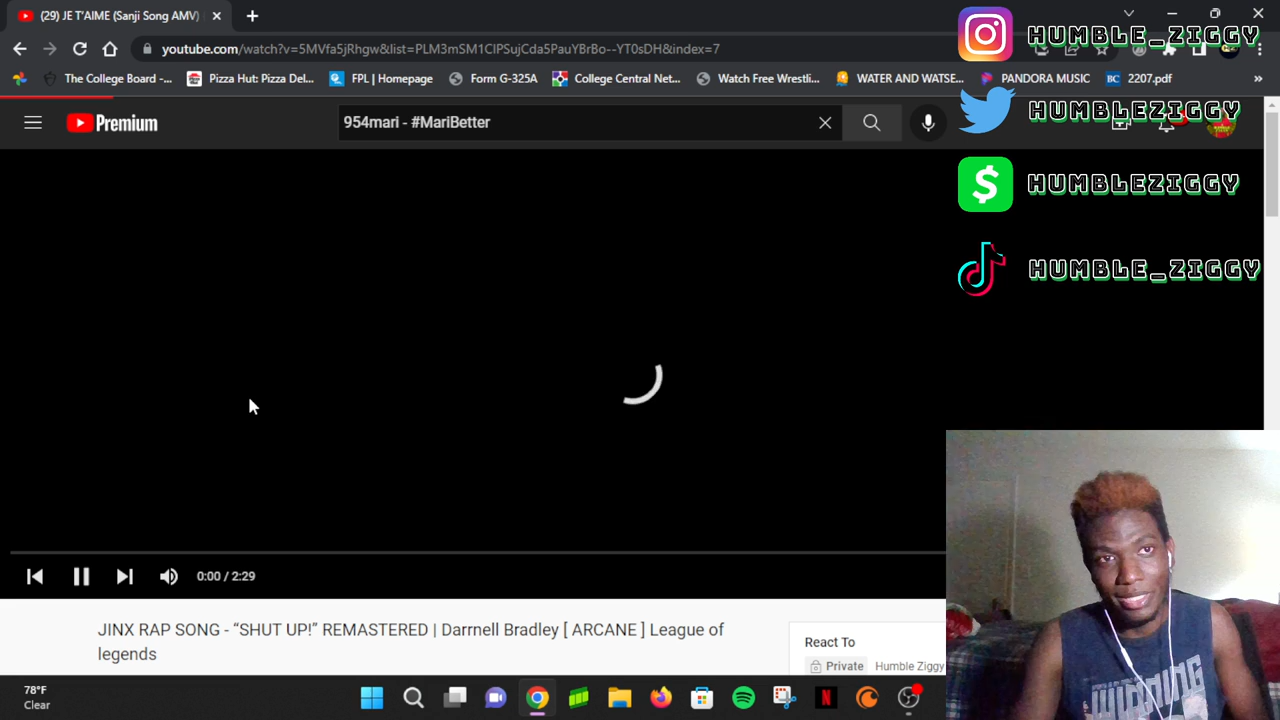 (29) JE T'AIME (Sanji Song AMV)
youtube.com/watch?v=5MVfa5jRhgw&list=PLM3mSM1ClPSujCda5PauYBrBo--YT0sDH&index=7
HUMBLE_ZIGGY
The College Board -...
Pizza Hut: Pizza Del...
FPL | Homepage
Form G-325A
College Central Net...
Watch Free Wrestli...
WATER AND WATSE...
PANDORA MUSIC
BC 2207.pdf
»
Premium
954mari - #MariBetter
HUMBLEZIGGY
$ HUMBLEZIGGY
HUMBLE_ZIGGY
0:00 / 2:29
JINX RAP SONG - “SHUT UP!” REMASTERED | Darrnell Bradley [ ARCANE ] League of
legends
React To
Private Humble Ziggy
78°F
Clear
N